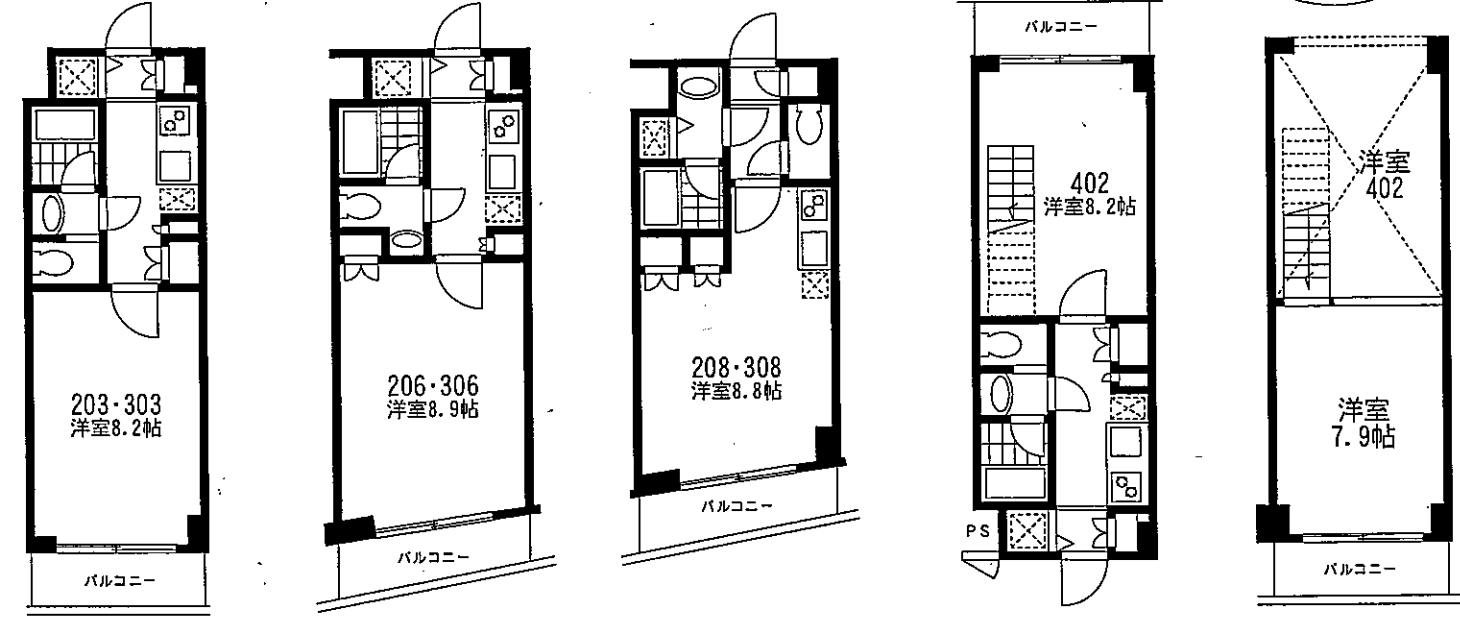 203・303
洋室8.2帖
バルコニー
206・306
洋室8.9帖
バルコニー
208・308
洋室8.8帖
バルコニー
バルコニー
402
洋室8.2帖
PS
洋室
402
洋室
7.9帖
バルコニー